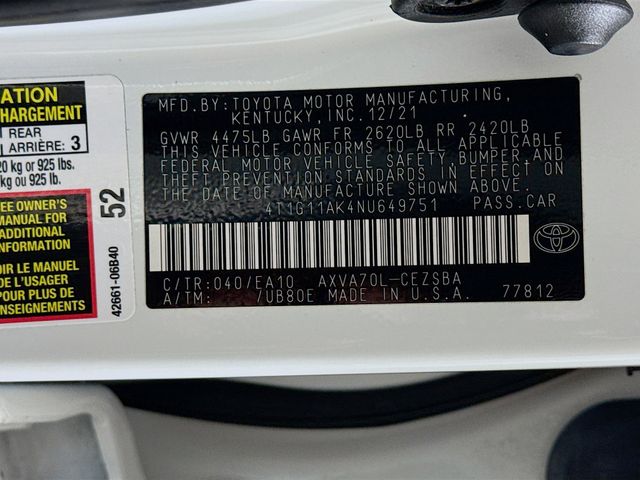 ATION
CHARGEMENT
REAR
ARRIÈRE: 3
20 kg or 925 lbs.
kg ou 925 lb.
EE OWNER'S
MANUAL FOR
ADDITIONAL
INFORMATION
OIR LE MANUEL
DE L'USAGER
POUR PLUS
NSEIGNEMENTS
52
42661-06B40
MFD.BY:TOYOTA MOTOR MANUFACTURING,
KENTUCKY,INC.12/21
GVWR 4475LB GAWR FR 2620LB RR 2420LB
THIS VEHICLE CONFORMS TO ALL APPLICABLE
FEDERAL MOTOR VEHICLE SAFETY,BUMPER,AND
THEFT PREVENTION STANDARDS IN EFFECT ON
THE DATE OF MANUFACTURE SHOWN ABOVE.
4T1G11AK4NU649751 PASS.CAR
C/TR:040/EA10 AXVA70L-CEZSBA
A/TM: 7UB80E MADE IN U.S.A. 77812